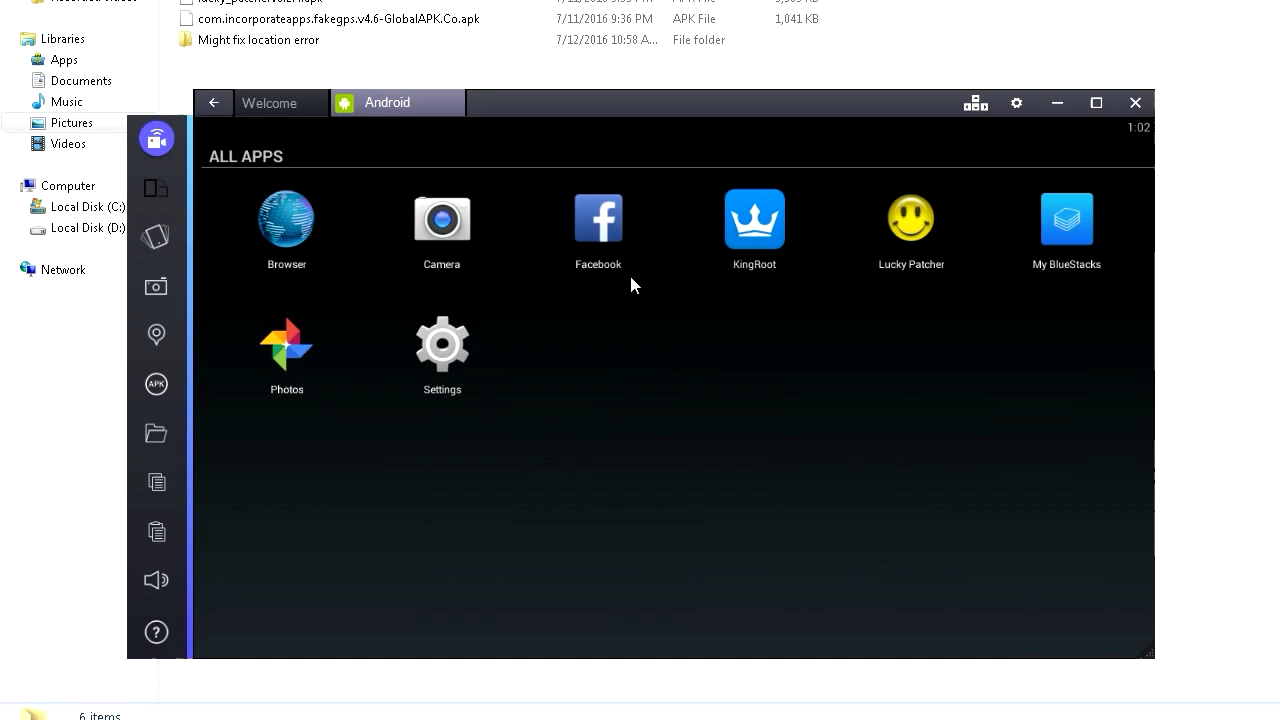 com.incorporateapps.fakegps.v4.6-GlobalAPK.Co.apk 7/11/2016 9:36 PM APK File 1,041 KB
Might fix location error 7/12/2016 10:58 A... File folder
Libraries
Apps
Documents
Music
Pictures
Videos
Computer
Local Disk (C:)
Local Disk (D:)
Network
Welcome
Android
1:02
ALL APPS
Browser
Camera
Facebook
KingRoot
Lucky Patcher
My BlueStacks
Photos
Settings
APK
6 items